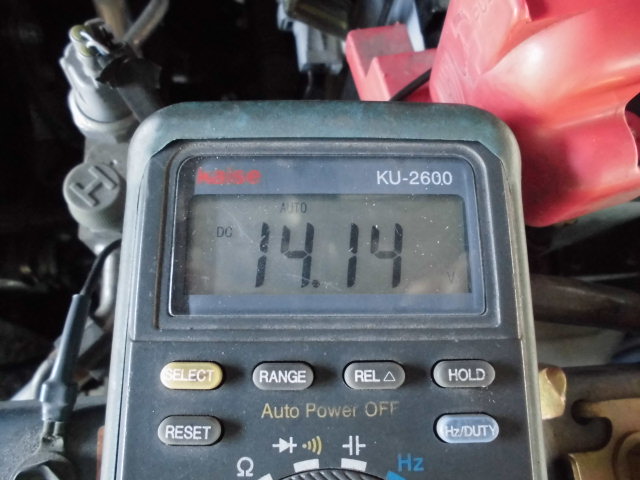 kaise KU-2600
AUTO
DC 14.14 V
SELECT RANGE REL △ HOLD
Auto Power OFF
RESET Hz/DUTY
Ω Hz